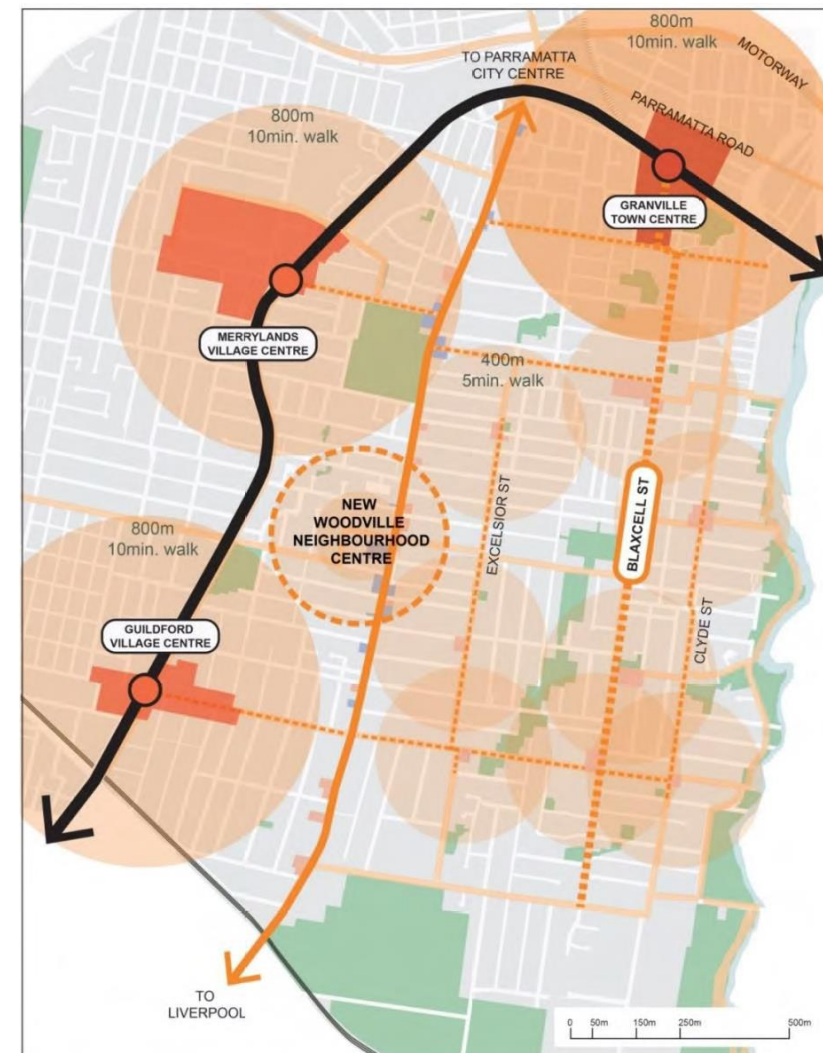 800m
10min. walk
MOTORWAY
TO PARRAMATTA
CITY CENTRE
PARRAMATTA ROAD
800m
10min. walk
GRANVILLE
TOWN CENTRE
MERRYLANDS
VILLAGE CENTRE
400m
5min. walk
NEW
WOODVILLE
NEIGHBOURHOOD
CENTRE
EXCELSIOR ST
BLAXCELL ST
CLYDE ST
800m
10min. walk
GUILDFORD
VILLAGE CENTRE
TO
LIVERPOOL
0 50m 150m 250m 500m